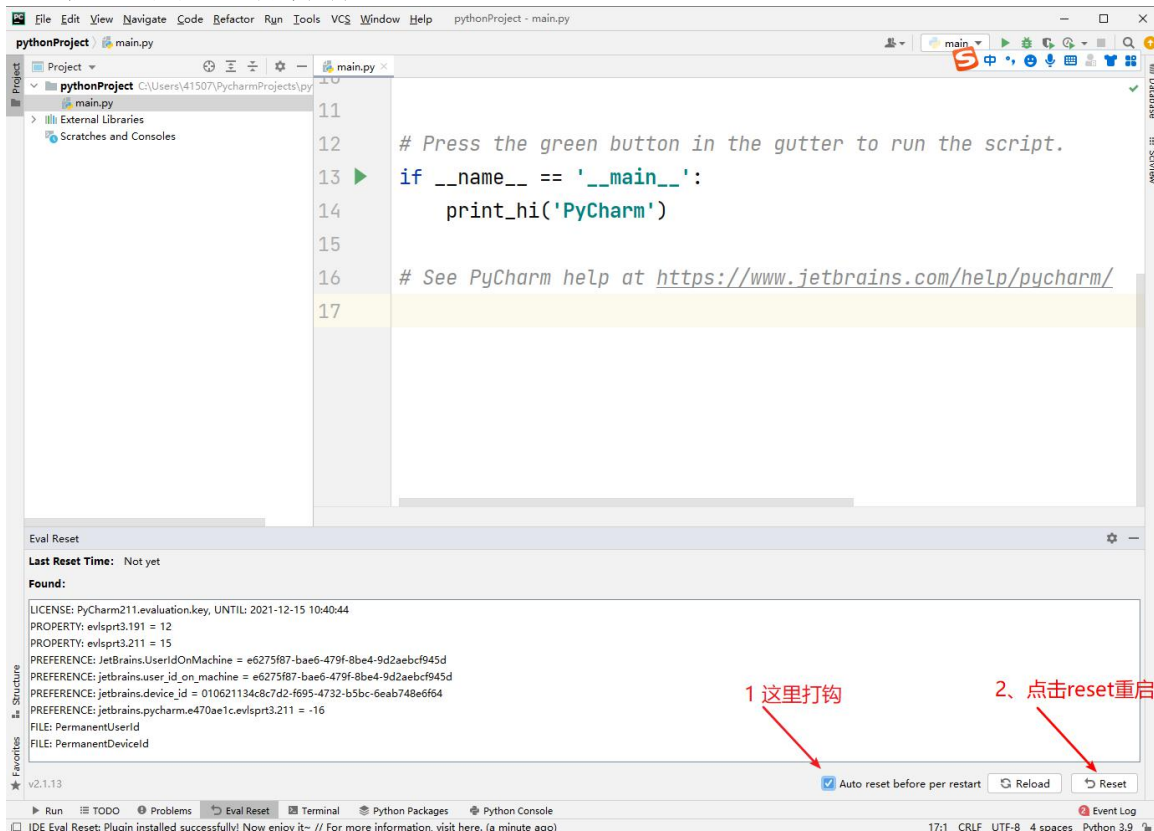 PC File Edit View Navigate Code Refactor Run Tools VCS Window Help pythonProject - main.py
pythonProject main.py
main
中
Project
Project
main.py
pythonProject C:\Users\41507\PycharmProjects\py
main.py
External Libraries
Scratches and Consoles
Database
SciView
10
11
12 # Press the green button in the gutter to run the script.
13 if __name__ == '__main__':
14 print_hi('PyCharm')
15
16 # See PyCharm help at https://www.jetbrains.com/help/pycharm/
17
Eval Reset
Last Reset Time: Not yet
Found:
LICENSE: PyCharm211.evaluation.key, UNTIL: 2021-12-15 10:40:44
PROPERTY: evlsprt3.191 = 12
PROPERTY: evlsprt3.211 = 15
PREFERENCE: JetBrains.UserIdOnMachine = e6275f87-bae6-479f-8be4-9d2aebcf945d
PREFERENCE: jetbrains.user_id_on_machine = e6275f87-bae6-479f-8be4-9d2aebcf945d
PREFERENCE: jetbrains.device_id = 010621134c8c7d2-f695-4732-b5bc-6eab748e6f64
PREFERENCE: jetbrains.pycharm.e470ae1c.evlsprt3.211 = -16
FILE: PermanentUserId
FILE: PermanentDeviceId
1 这里打钩
2、点击reset重启
Structure
Favorites
v2.1.13
Auto reset before per restart Reload Reset
Run TODO Problems Eval Reset Terminal Python Packages Python Console
2 Event Log
IDE Eval Reset: Plugin installed successfully! Now enjoy it~ // For more information, visit here. (a minute ago)
17:1 CRLF UTF-8 4 spaces Python 3.9